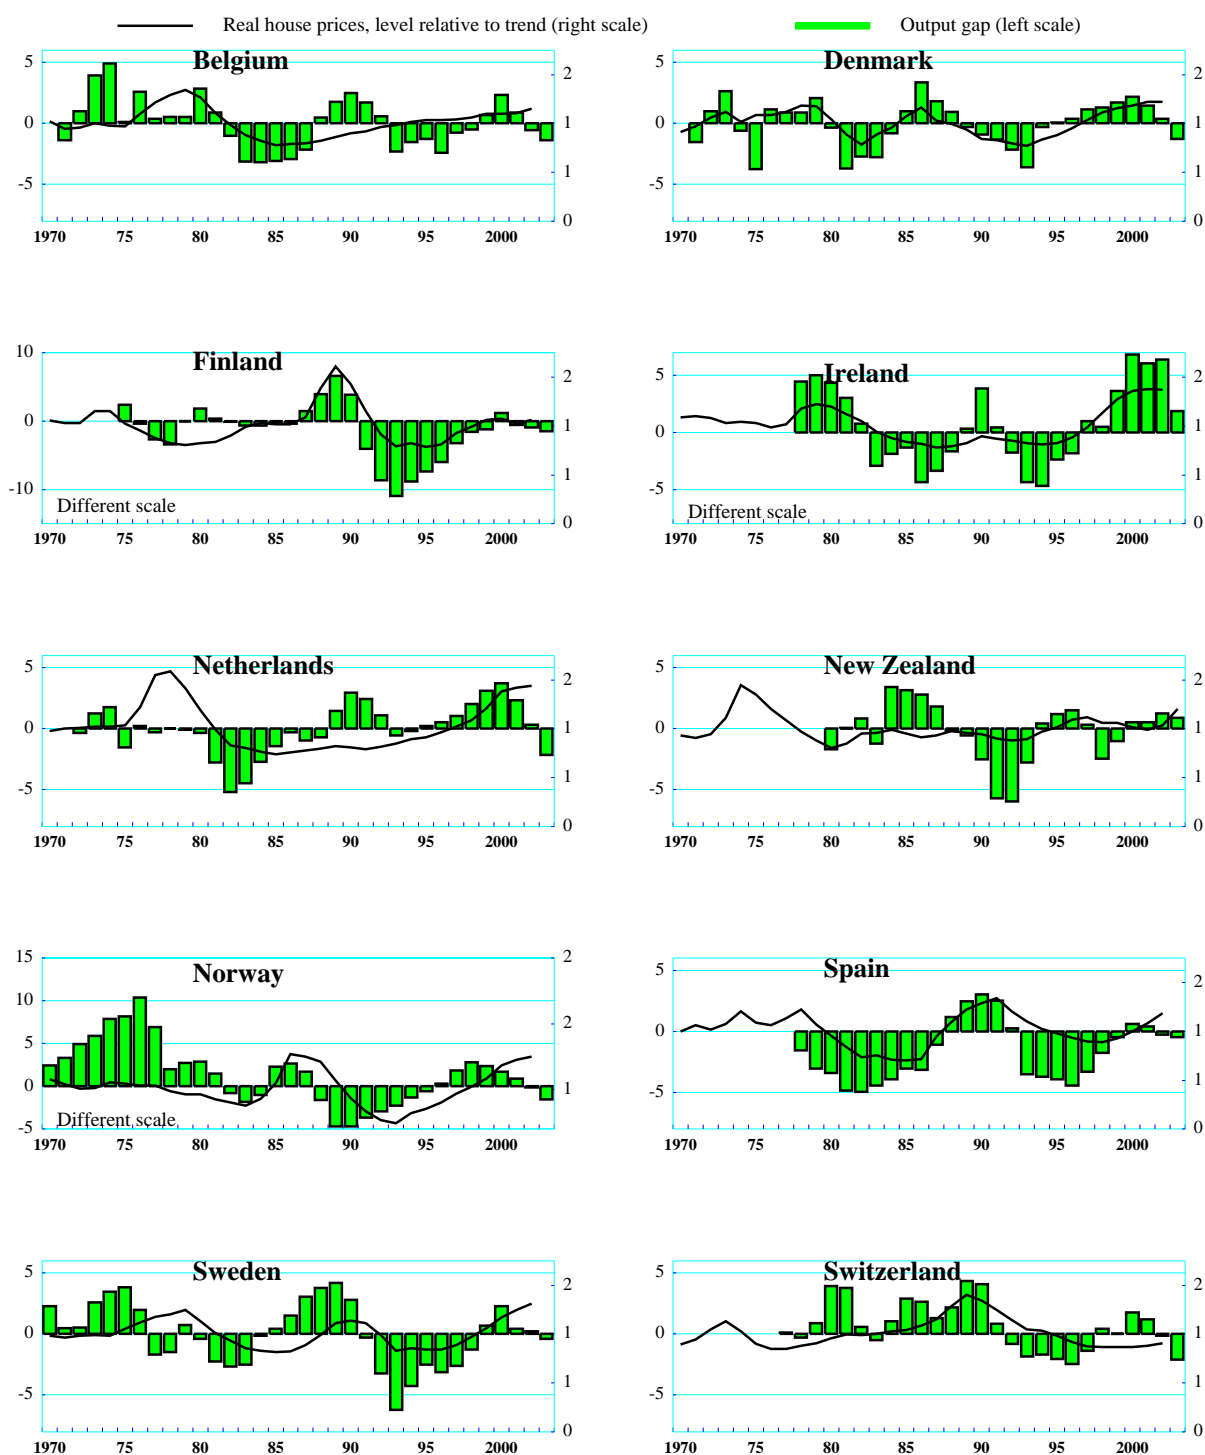 Real house prices, level relative to trend (right scale) Output gap (left scale)
Belgium Denmark
5 2 5 2
0 1 0 1
1 1
-5 -5
0 0
1970 75 80 85 90 95 2000 1970 75 80 85 90 95 2000
Finland Ireland
10 5
2 2
0 1 0 1
1 1
-10 -5
Different scale Different scale
0 0
1970 75 80 85 90 95 2000 1970 75 80 85 90 95 2000
Netherlands New Zealand
5 2 5 2
0 1 0 1
1 1
-5 -5
0 0
1970 75 80 85 90 95 2000 1970 75 80 85 90 95 2000
15 2
Norway Spain
5
2
10
2
0 1
5
1
0 1
-5
Different scale
-5 0 0
1970 75 80 85 90 95 2000 1970 75 80 85 90 95 2000
Sweden Switzerland
5 2 5 2
0 1 0 1
1 1
-5 -5
0 0
1970 75 80 85 90 95 2000 1970 75 80 85 90 95 2000